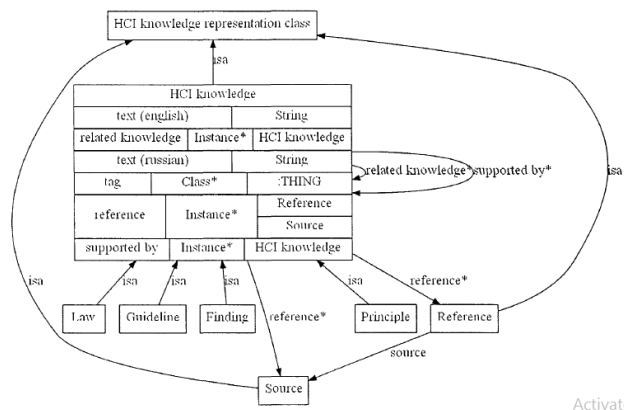 HCI knowledge representation class
isa
HCI knowledge
text (english) String
related knowledge Instance* HCI knowledge
text (russian) String
related knowledge* supported by*
isa
tag Class* :THING
reference Instance* Reference
Source
supported by Instance* HCI knowledge
isa isa isa isa isa reference*
Law Guideline Finding reference* Principle Reference
source
Source
Activat